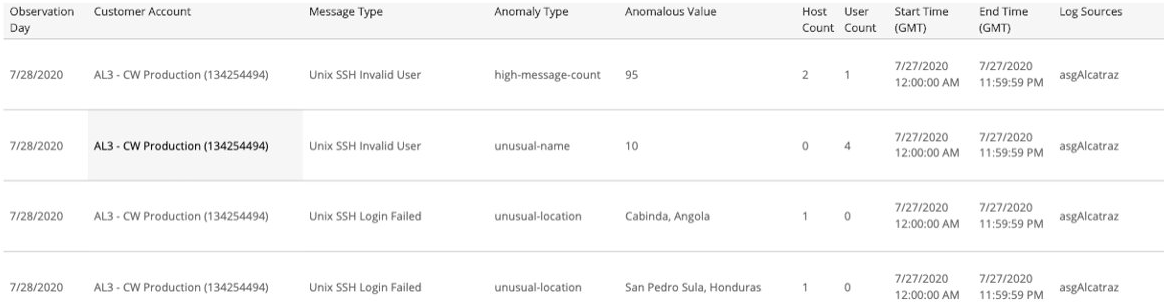 Observation Day Customer Account Message Type Anomaly Type Anomalous Value Host Count User Count Start Time (GMT) End Time (GMT) Log Sources
7/28/2020 AL3 - CW Production (134254494) Unix SSH Invalid User high-message-count 95 2 1 7/27/2020 12:00:00 AM 7/27/2020 11:59:59 PM asgAlcatraz
7/28/2020 AL3 - CW Production (134254494) Unix SSH Invalid User unusual-name 10 0 4 7/27/2020 12:00:00 AM 7/27/2020 11:59:59 PM asgAlcatraz
7/28/2020 AL3 - CW Production (134254494) Unix SSH Login Failed unusual-location Cabinda, Angola 1 0 7/27/2020 12:00:00 AM 7/27/2020 11:59:59 PM asgAlcatraz
7/28/2020 AL3 - CW Production (134254494) Unix SSH Login Failed unusual-location San Pedro Sula, Honduras 1 0 7/27/2020 12:00:00 AM 7/27/2020 11:59:59 PM asgAlcatraz